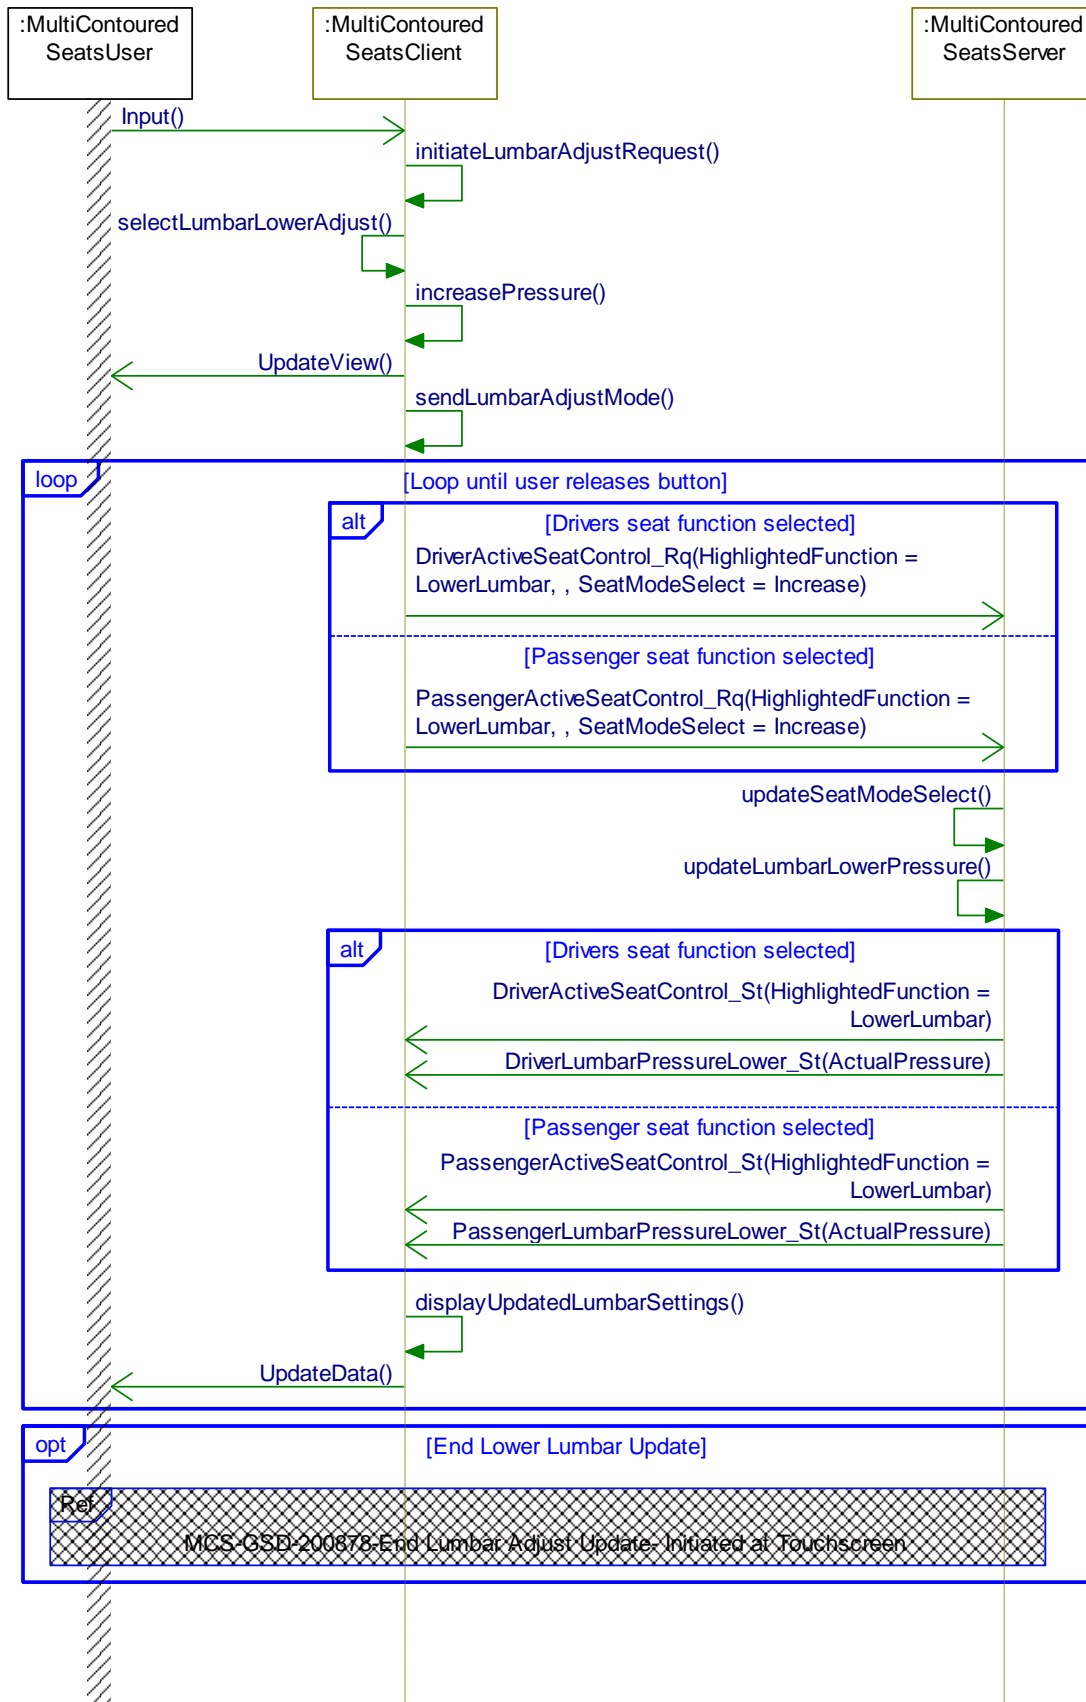 :MultiContoured
SeatsUser
:MultiContoured
SeatsClient
:MultiContoured
SeatsServer
Input()
initiateLumbarAdjustRequest()
selectLumbarLowerAdjust()
increasePressure()
UpdateView()
sendLumbarAdjustMode()
loop
[Loop until user releases button]
alt
[Drivers seat function selected]
DriverActiveSeatControl_Rq(HighlightedFunction =
LowerLumbar, , SeatModeSelect = Increase)
[Passenger seat function selected]
PassengerActiveSeatControl_Rq(HighlightedFunction =
LowerLumbar, , SeatModeSelect = Increase)
updateSeatModeSelect()
updateLumbarLowerPressure()
alt
[Drivers seat function selected]
DriverActiveSeatControl_St(HighlightedFunction =
LowerLumbar)
DriverLumbarPressureLower_St(ActualPressure)
[Passenger seat function selected]
PassengerActiveSeatControl_St(HighlightedFunction =
LowerLumbar)
PassengerLumbarPressureLower_St(ActualPressure)
displayUpdatedLumbarSettings()
UpdateData()
opt
[End Lower Lumbar Update]
Ref
MCS-GSD-200878-End Lumbar Adjust Update- Initiated at Touchscreen